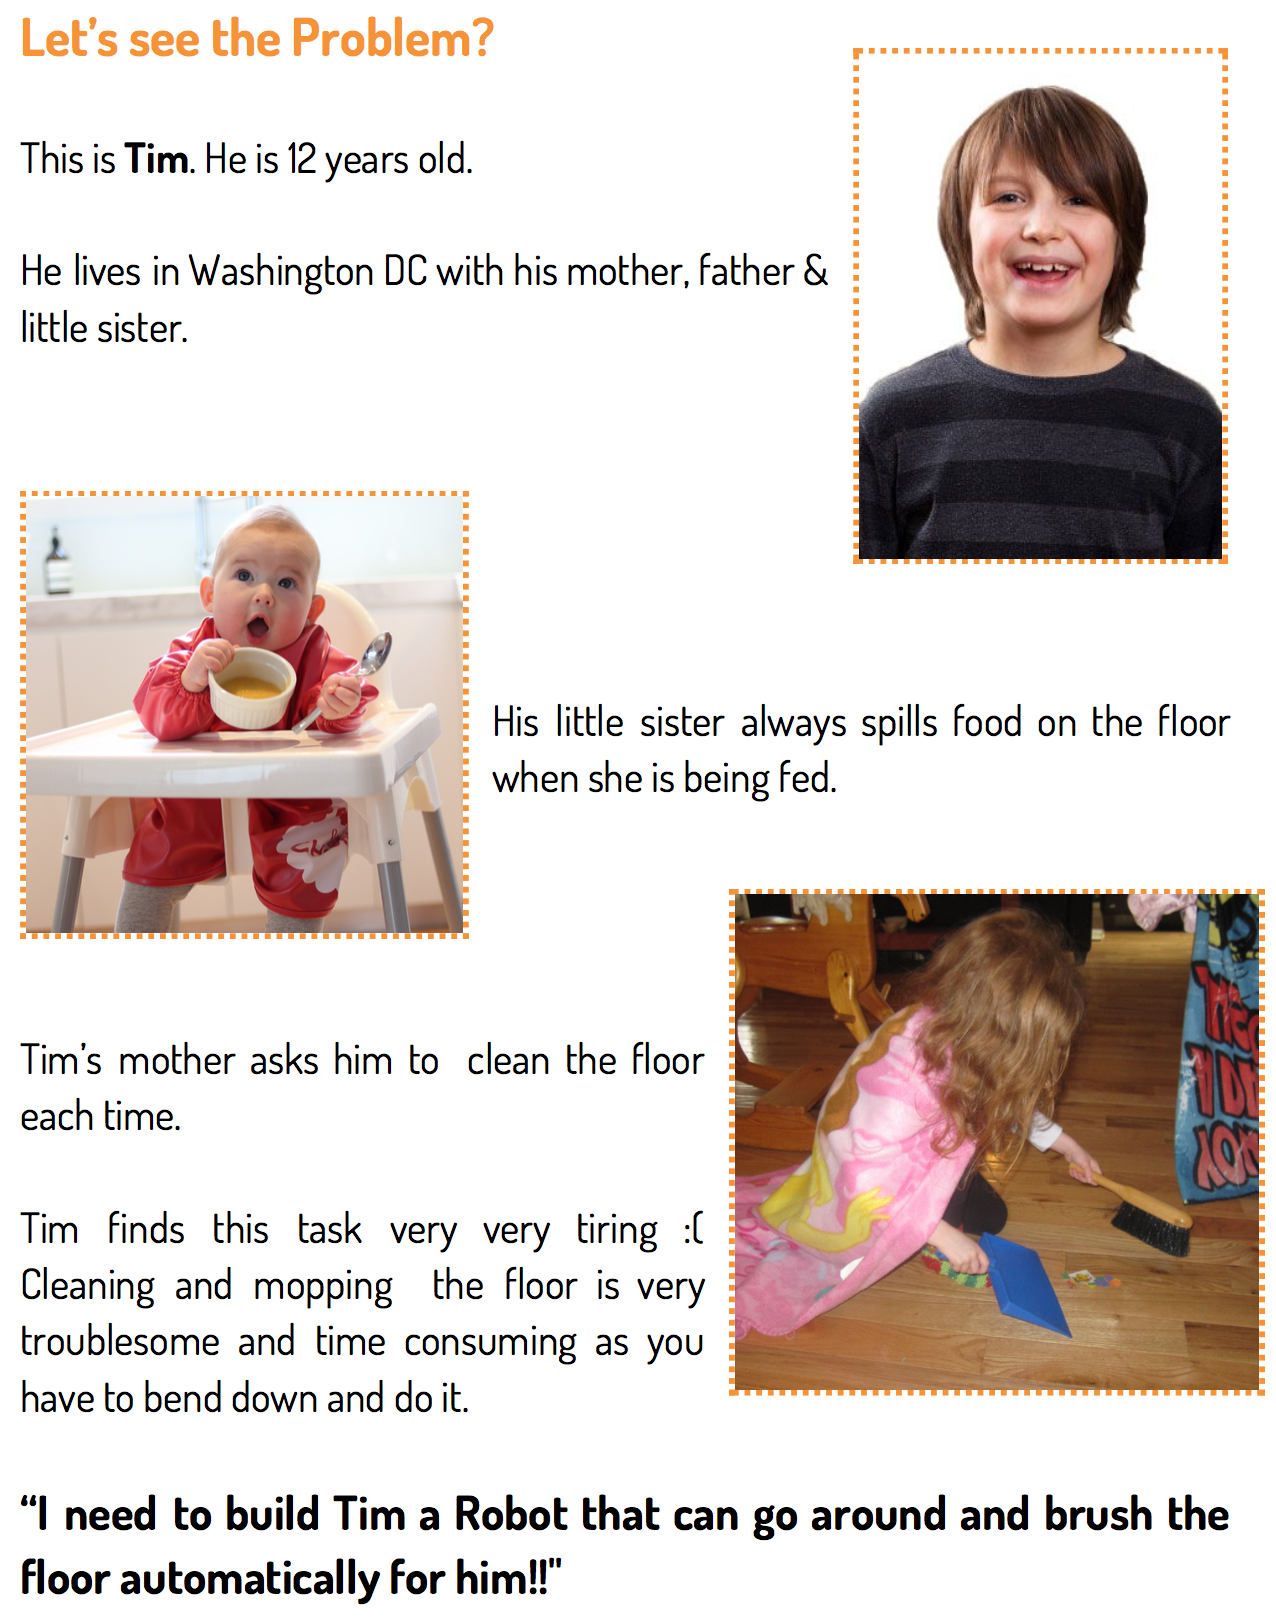 Let's see the Problem?
This is Tim. He is 12 years old.
He lives in Washington DC with his mother, father &
little sister.
His little sister always spills food on the floor
when she is being fed.
Tim's mother asks him to clean the floor
each time.
Tim finds this task very very tiring :(
Cleaning and mopping the floor is very
troublesome and time consuming as you
have to bend down and do it.
“I need to build Tim a Robot that can go around and brush the
floor automatically for him!!"